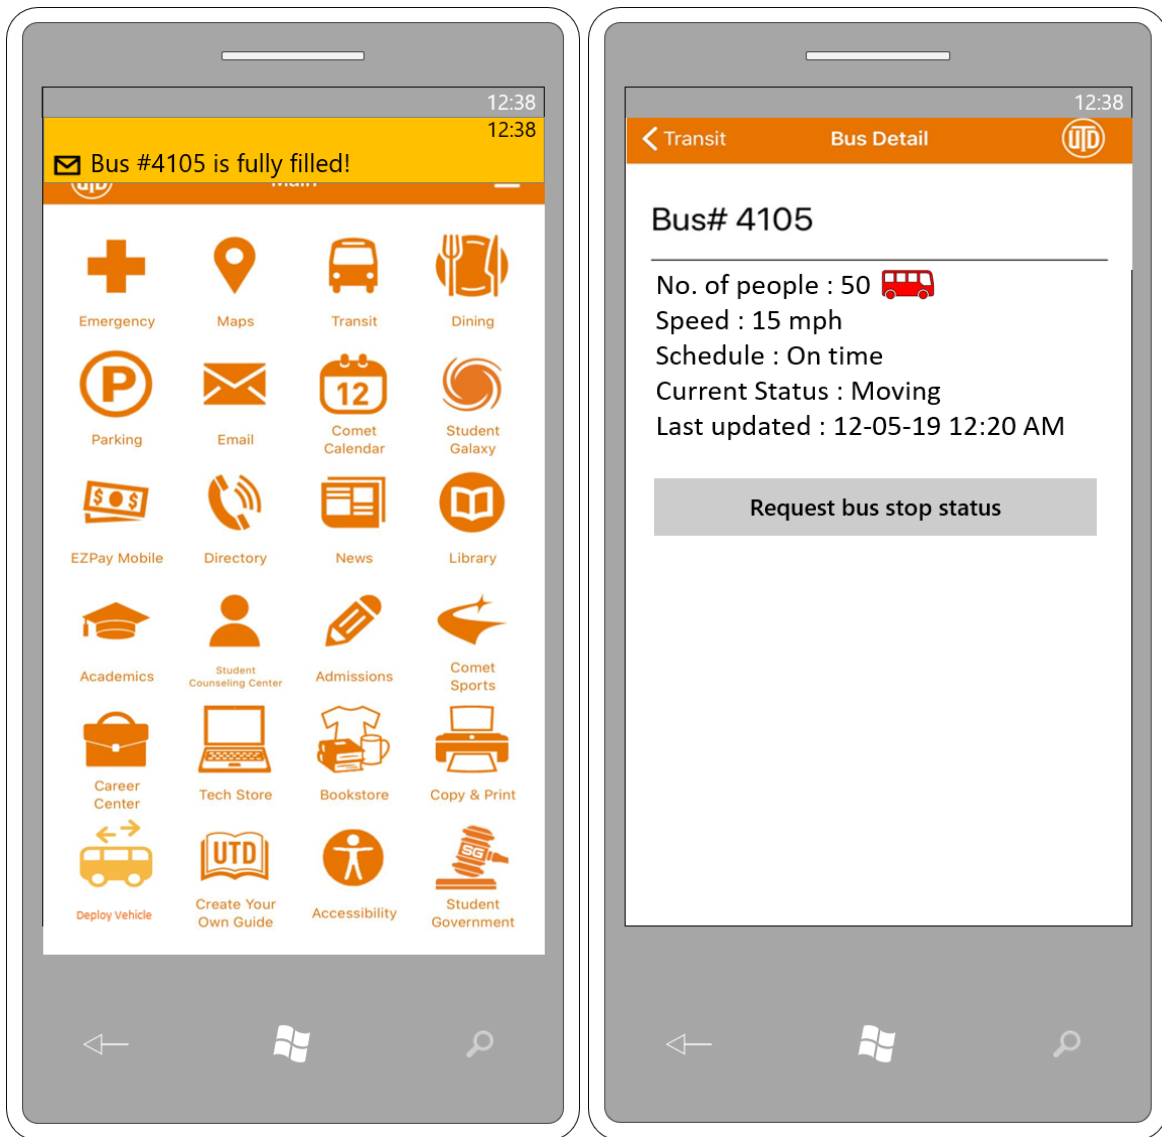 12:38
12:38
Bus #4105 is fully filled!
UTD
Main
Emergency
Maps
Transit
Dining
P
12
Parking
Email
Comet
Calendar
Student
Galaxy
$ $
EZPay Mobile
Directory
News
Library
Academics
Student
Counseling Center
Admissions
Comet
Sports
Career
Center
Tech Store
Bookstore
Copy & Print
UTD
SG
Deploy Vehicle
Create Your
Own Guide
Accessibility
Student
Government
12:38
Transit
Bus Detail
UTD
Bus# 4105
No. of people : 50
Speed : 15 mph
Schedule : On time
Current Status : Moving
Last updated : 12-05-19 12:20 AM
Request bus stop status